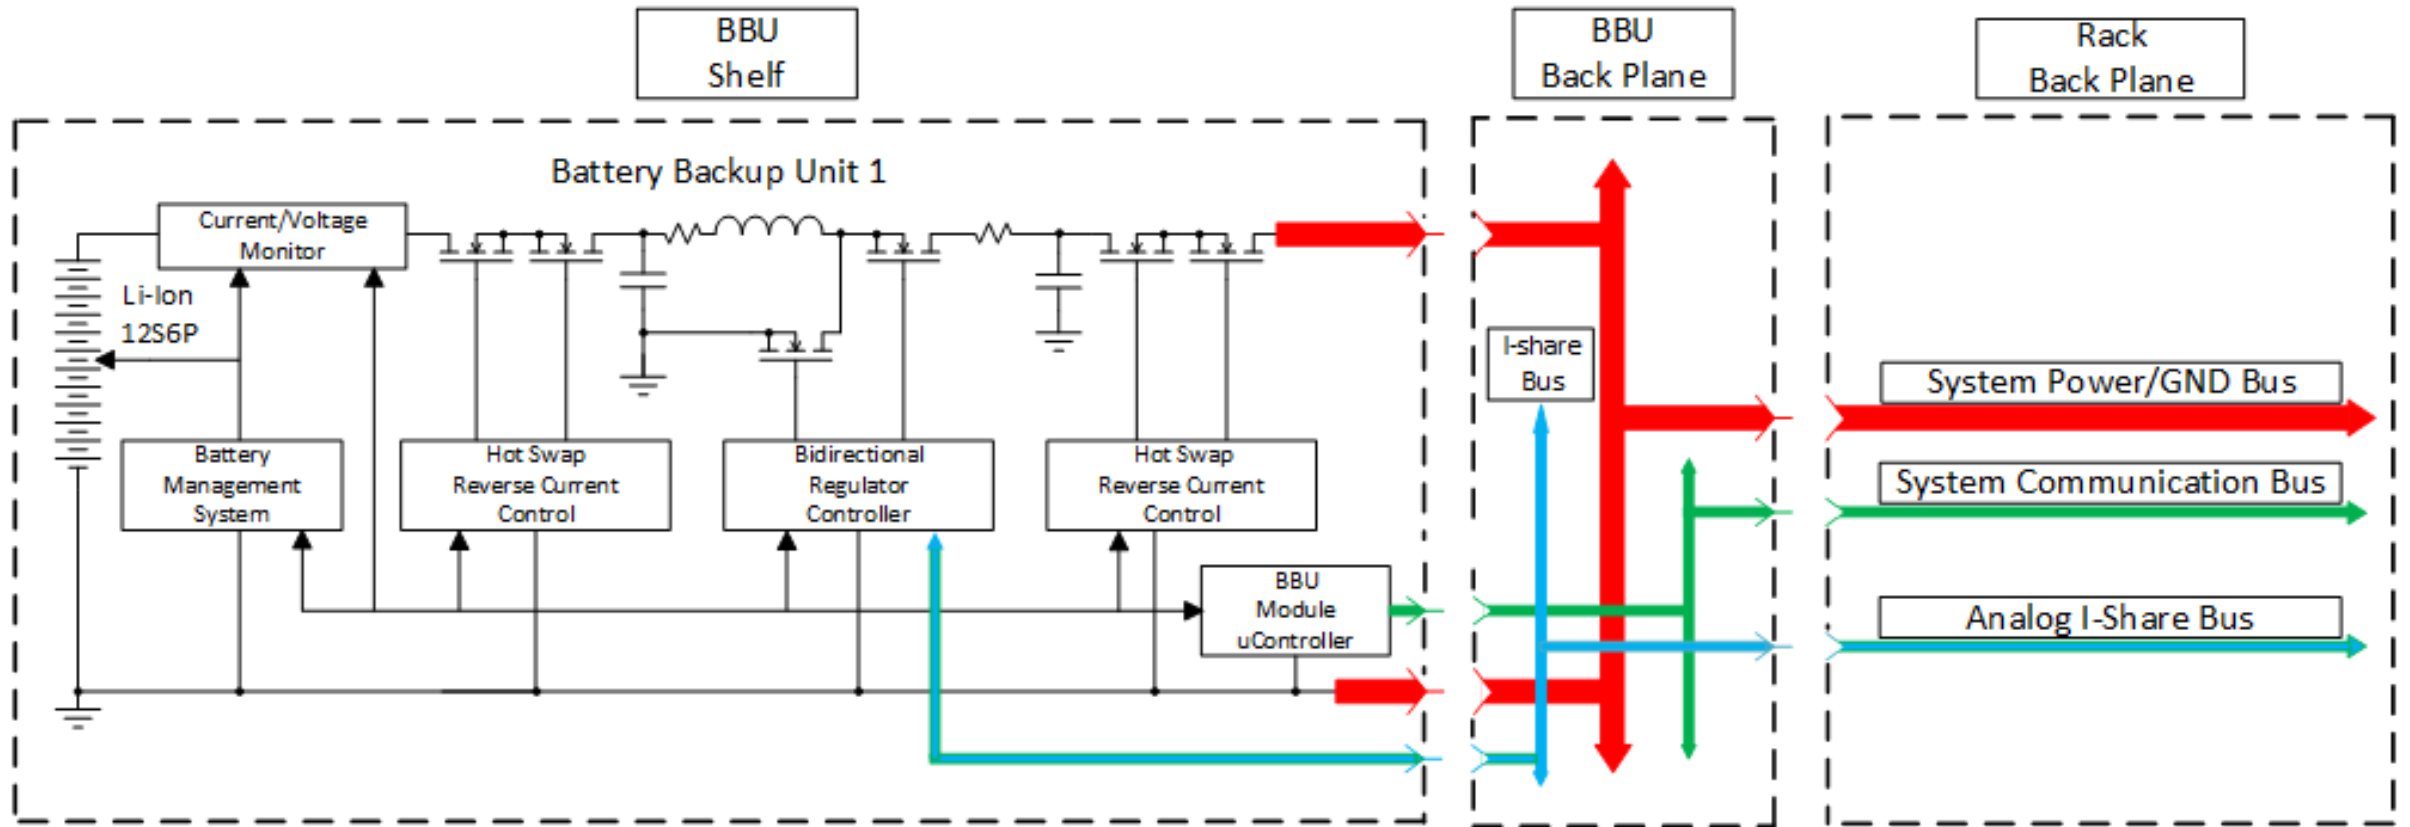 BBU
Shelf
BBU
Back Plane
Rack
Back Plane
Battery Backup Unit 1
Current/Voltage
Monitor
Li-Ion
12S6P
I-share
Bus
System Power/GND Bus
Battery
Management
System
Hot Swap
Reverse Current
Control
Bidirectional
Regulator
Controller
Hot Swap
Reverse Current
Control
System Communication Bus
BBU
Module
uController
Analog I-Share Bus